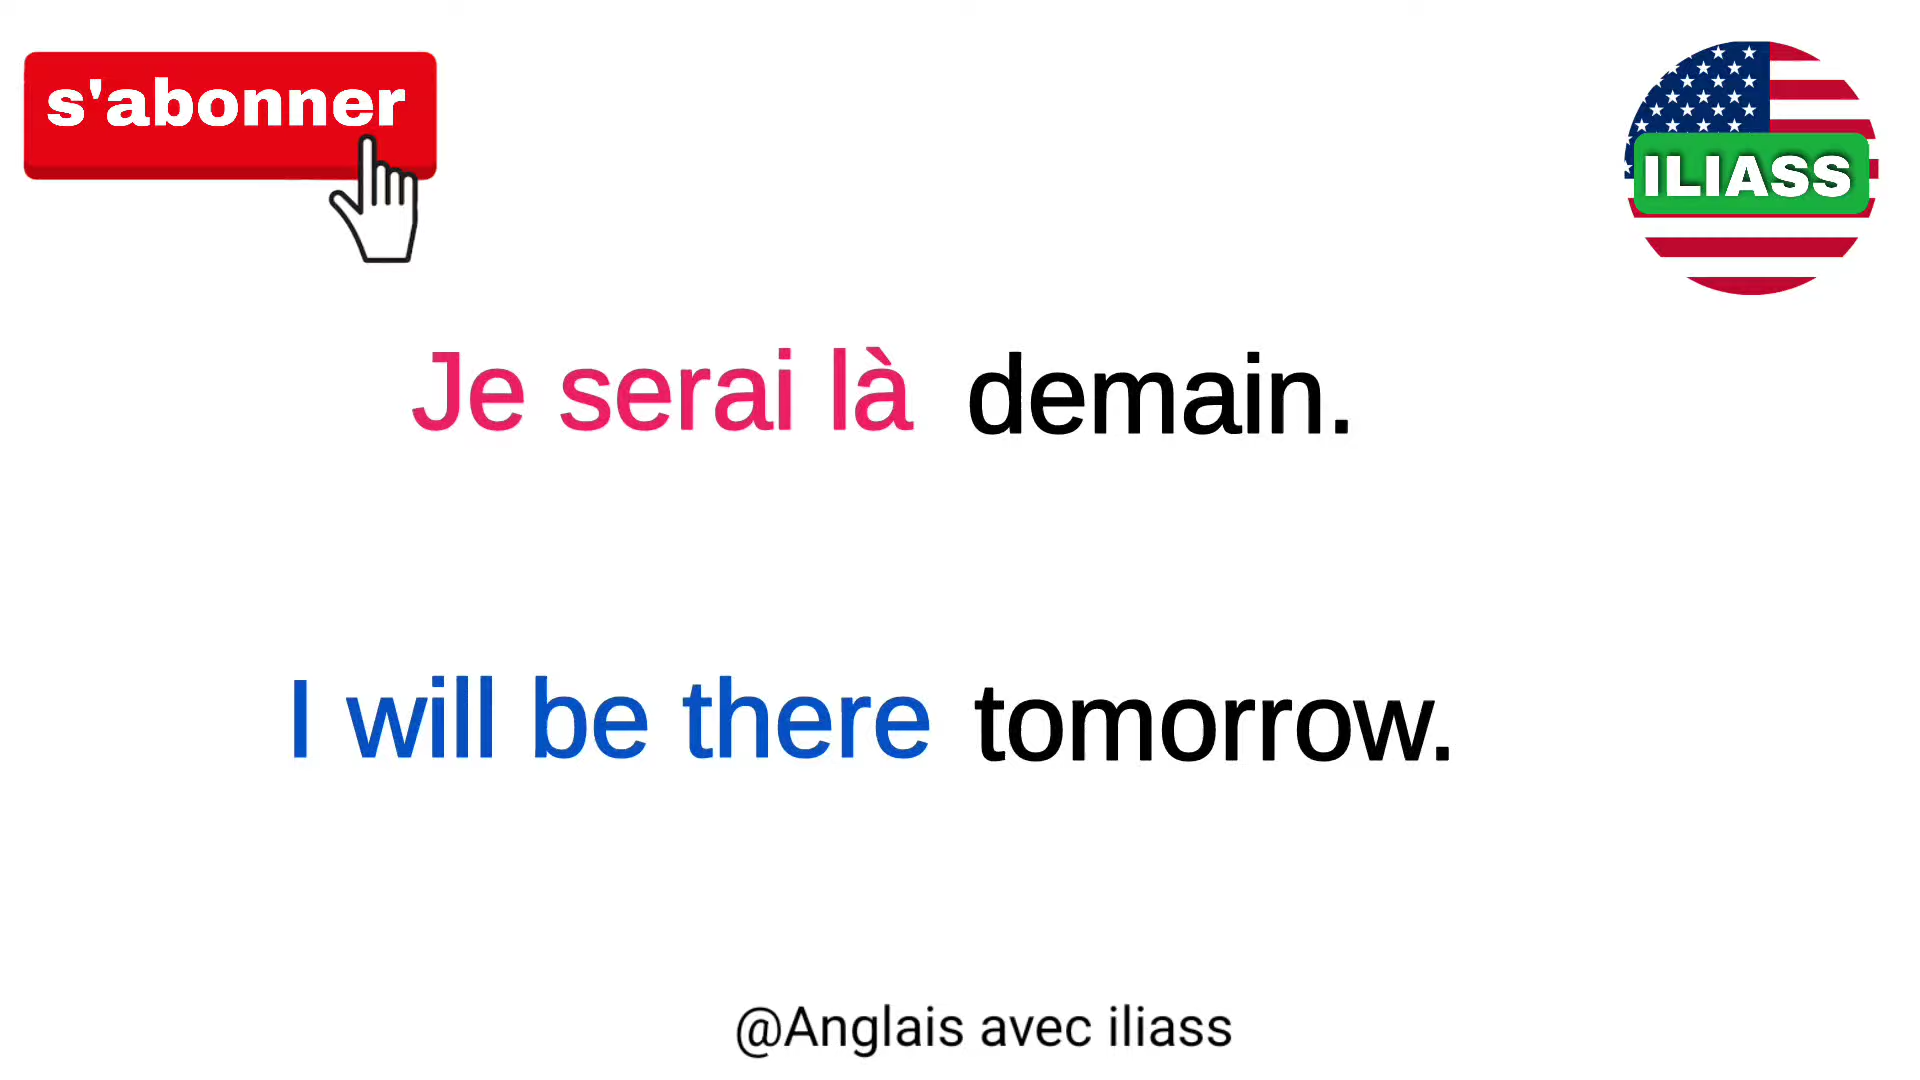 s'abonner
ILIASS
Je serai là demain.
I will be there tomorrow.
@Anglais avec iliass